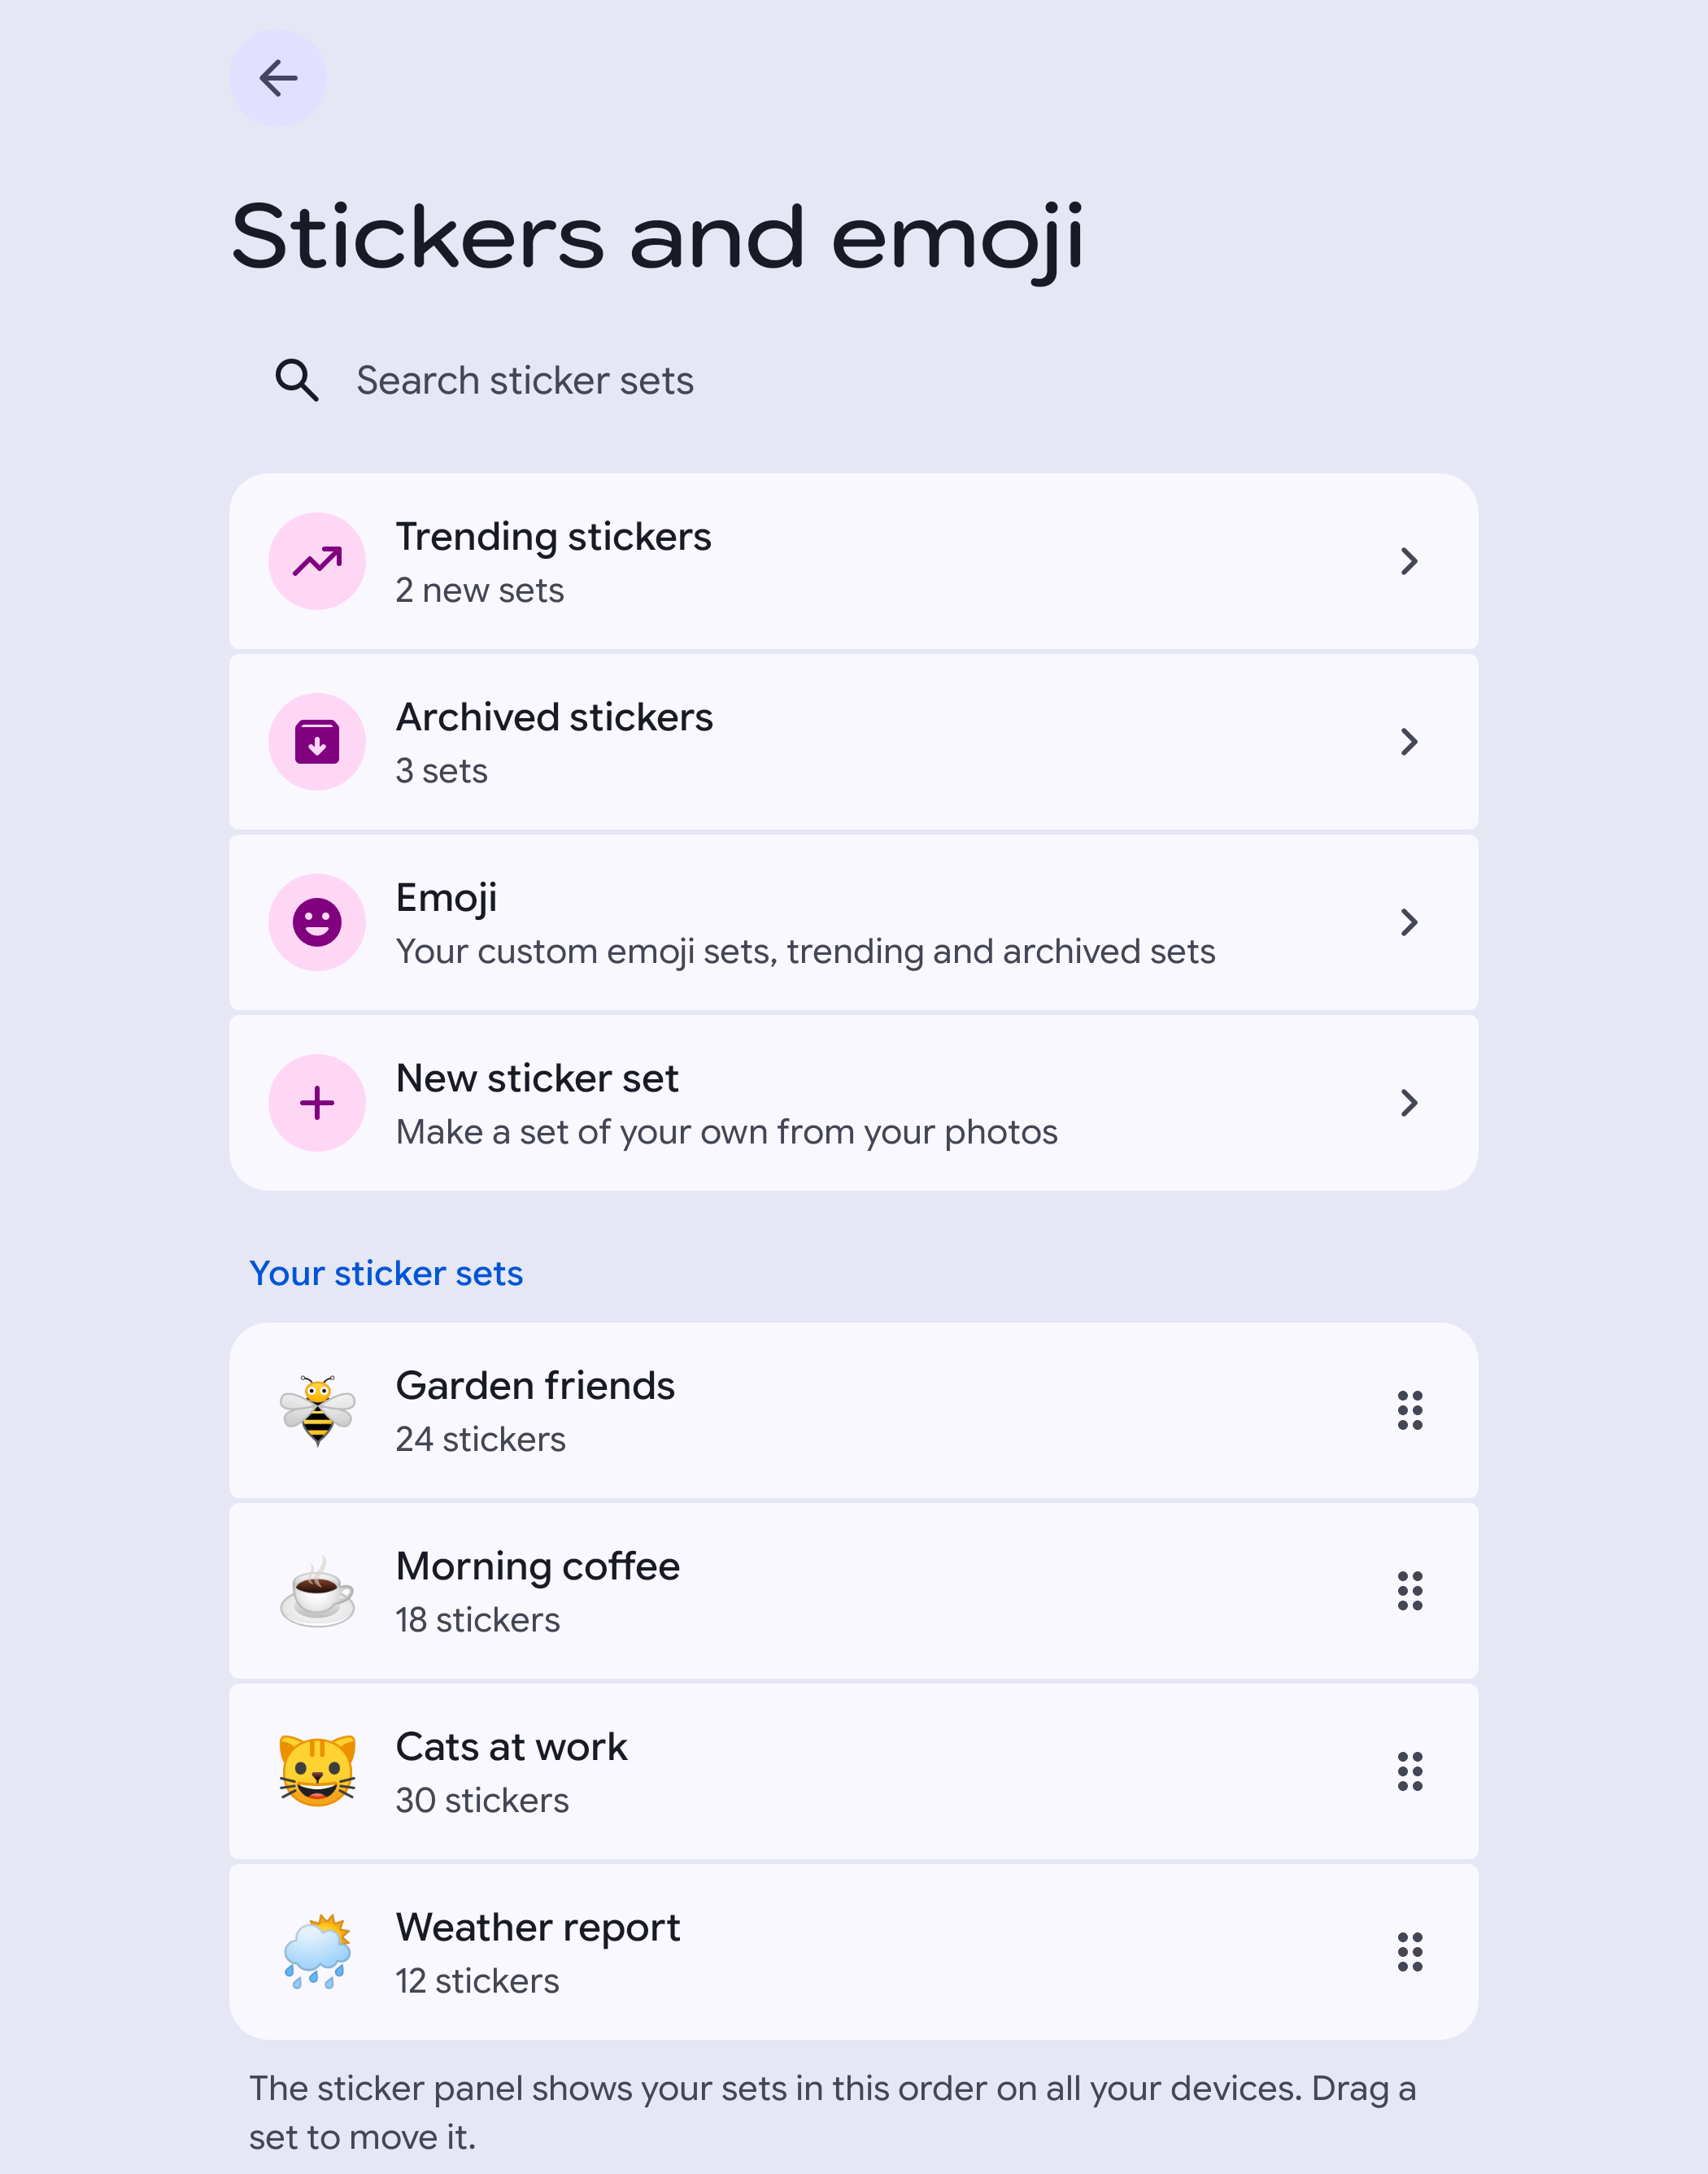 Stickers and emoji
Search sticker sets
Trending stickers
2 new sets
Archived stickers
3 sets
Emoji
Your custom emoji sets, trending and archived sets
New sticker set
Make a set of your own from your photos
Your sticker sets
Garden friends
24 stickers
Morning coffee
18 stickers
Cats at work
30 stickers
Weather report
12 stickers
The sticker panel shows your sets in this order on all your devices. Drag a
set to move it.